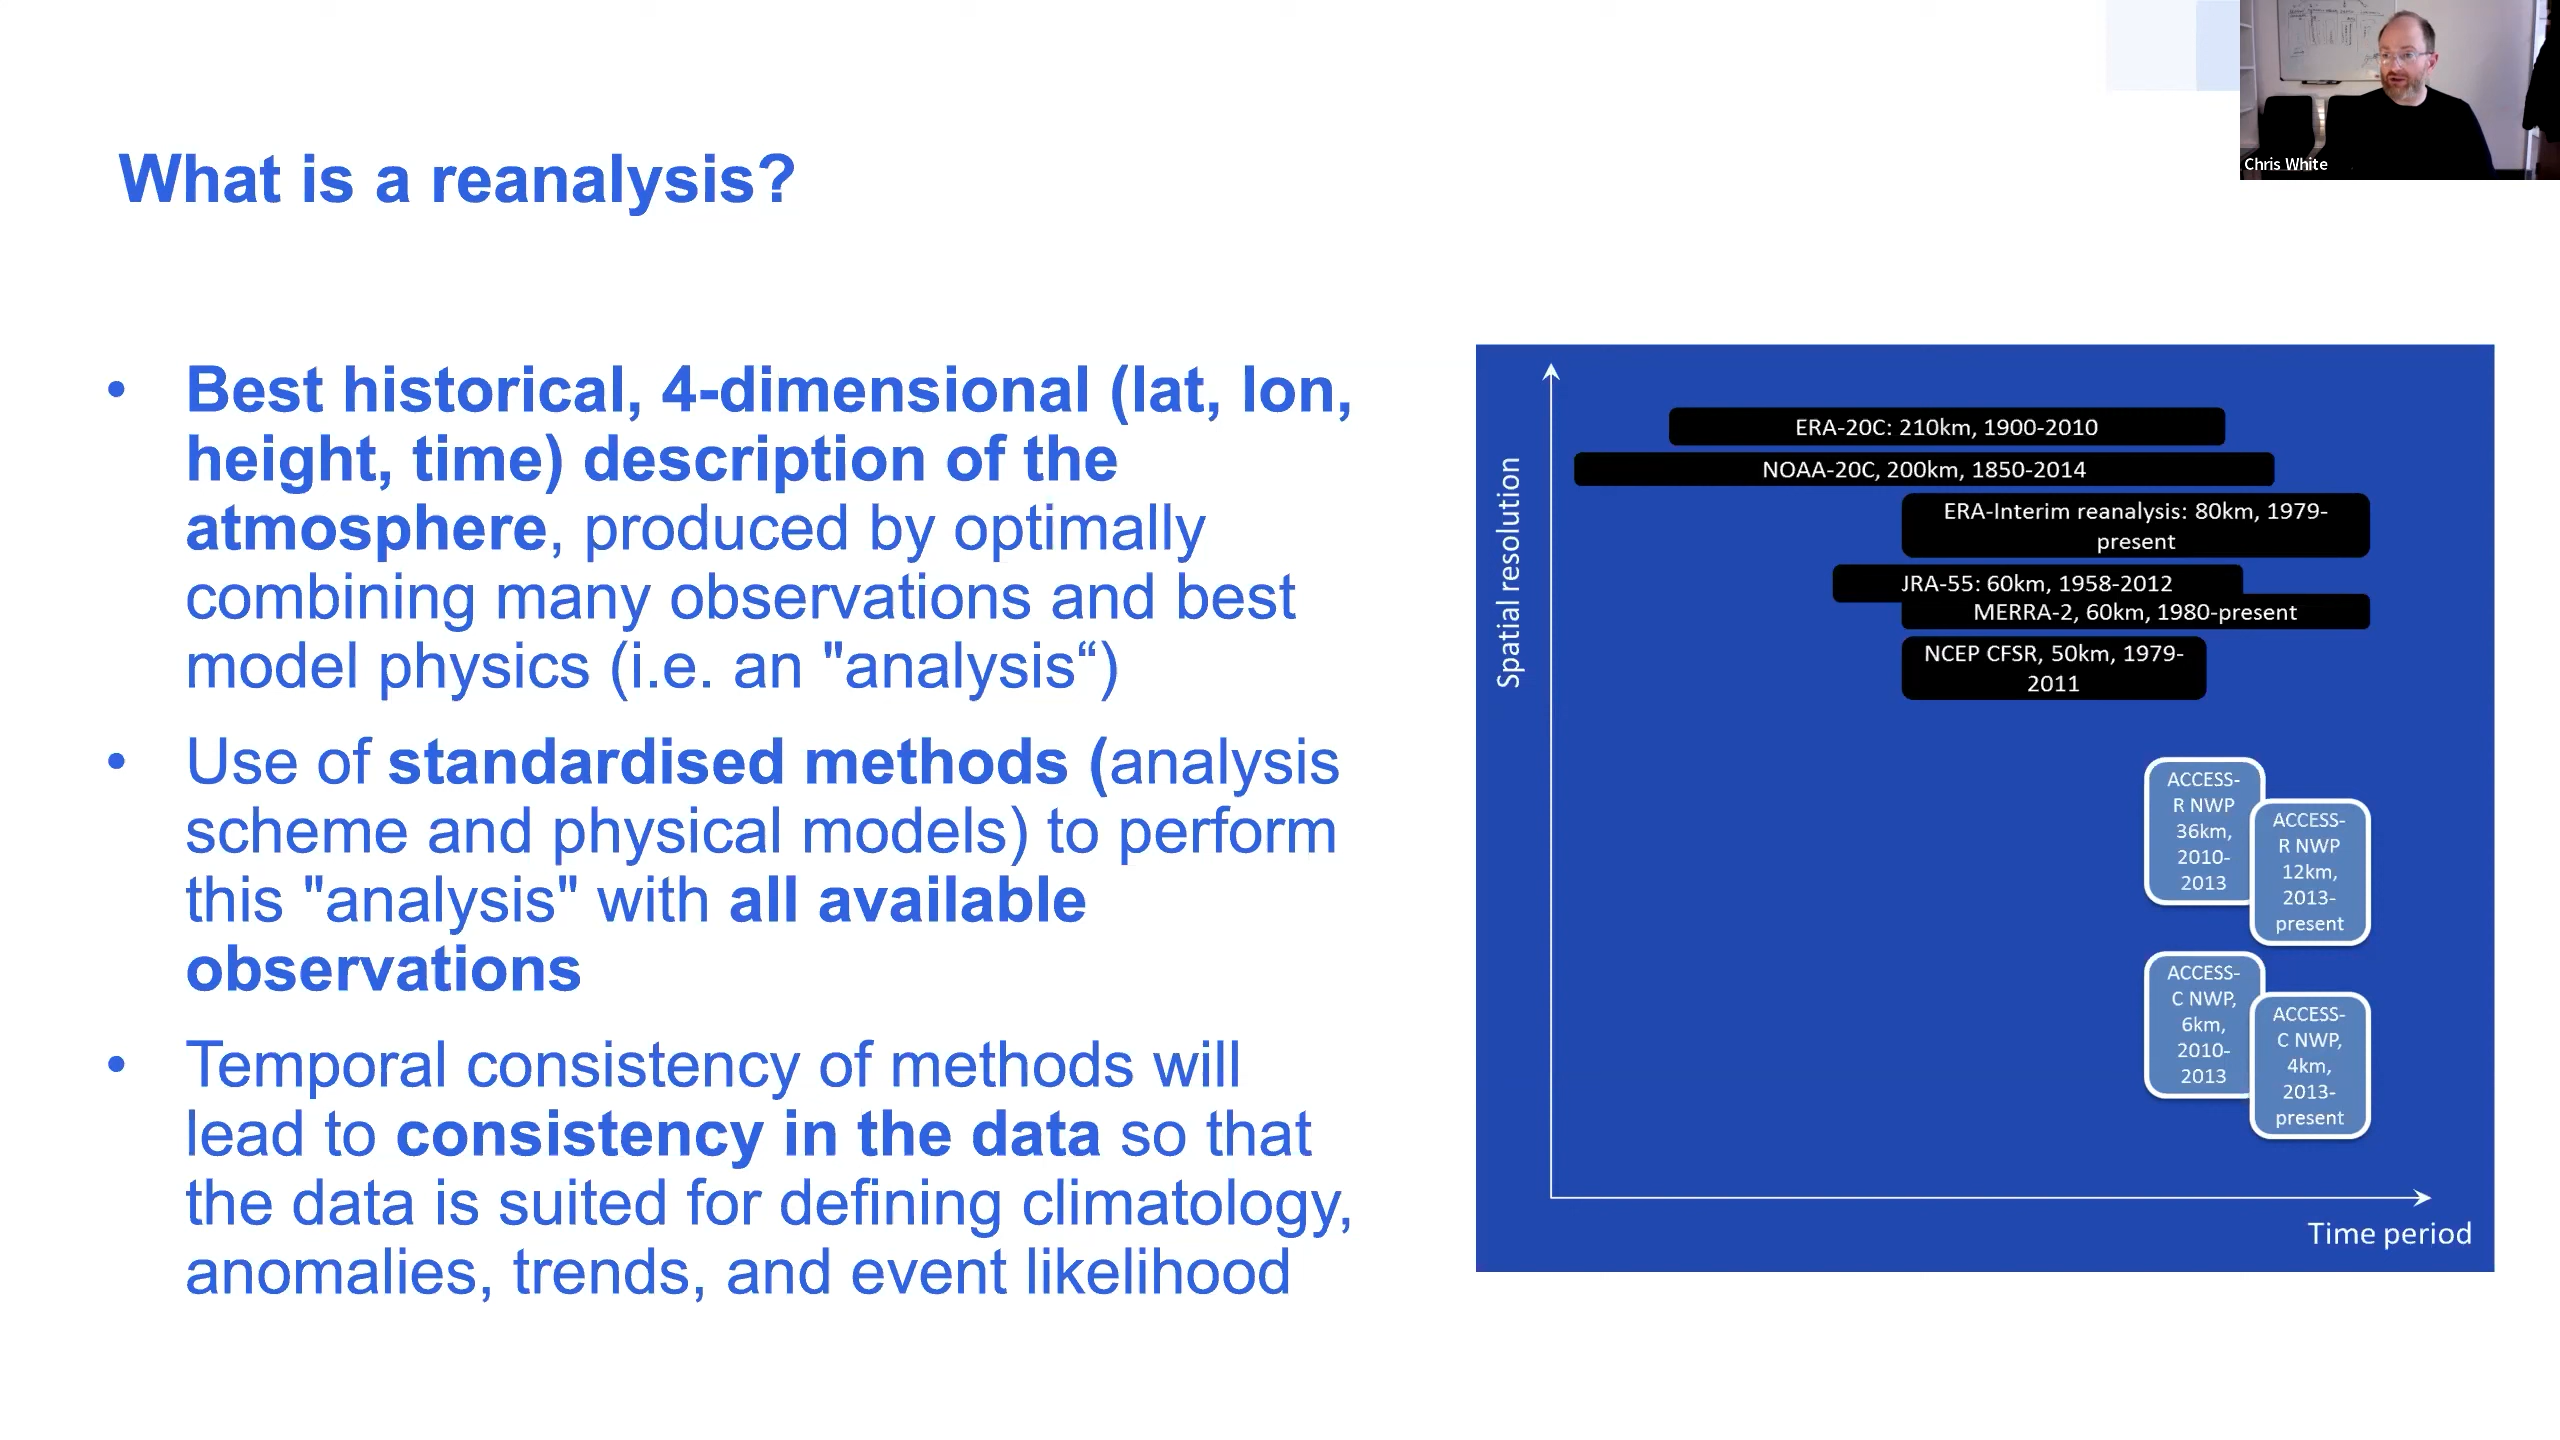 Chris White
What is a reanalysis?
• Best historical, 4-dimensional (lat, lon,
height, time) description of the
atmosphere, produced by optimally
combining many observations and best
model physics (i.e. an "analysis“)
• Use of standardised methods (analysis
scheme and physical models) to perform
this "analysis" with all available
observations
• Temporal consistency of methods will
lead to consistency in the data so that
the data is suited for defining climatology,
anomalies, trends, and event likelihood
Spatial resolution
ERA-20C: 210km, 1900-2010
NOAA-20C, 200km, 1850-2014
ERA-Interim reanalysis: 80km, 1979-
present
JRA-55: 60km, 1958-2012
MERRA-2, 60km, 1980-present
NCEP CFSR, 50km, 1979-
2011
ACCESS-
R NWP
36km,
2010-
2013
ACCESS-
R NWP
12km,
2013-
present
ACCESS-
C NWP,
6km,
2010-
2013
ACCESS-
C NWP,
4km,
2013-
present
Time period